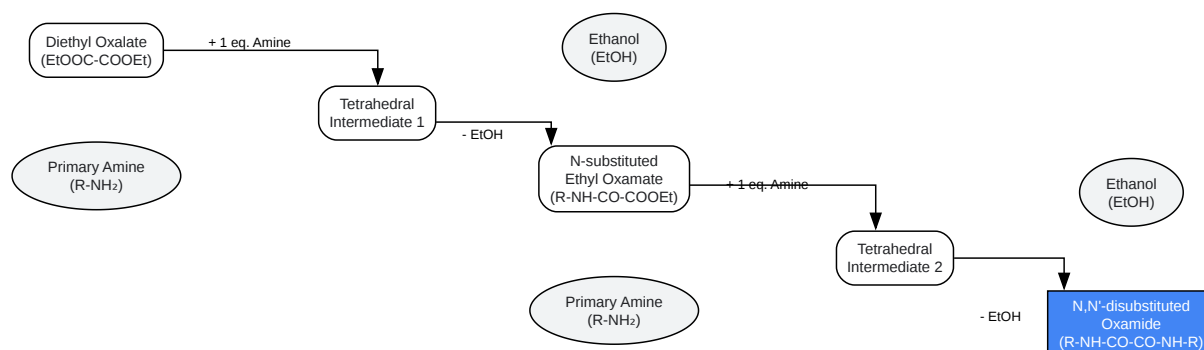 Diethyl Oxalate
(EtOOC-COOEt)
+ 1 eq. Amine
Ethanol
(EtOH)
Tetrahedral
Intermediate 1
- EtOH
Primary Amine
(R-NH₂)
N-substituted
Ethyl Oxamate
(R-NH-CO-COOEt)
+ 1 eq. Amine
Ethanol
(EtOH)
Tetrahedral
Intermediate 2
Primary Amine
(R-NH₂)
- EtOH
N,N'-disubstituted
Oxamide
(R-NH-CO-CO-NH-R)